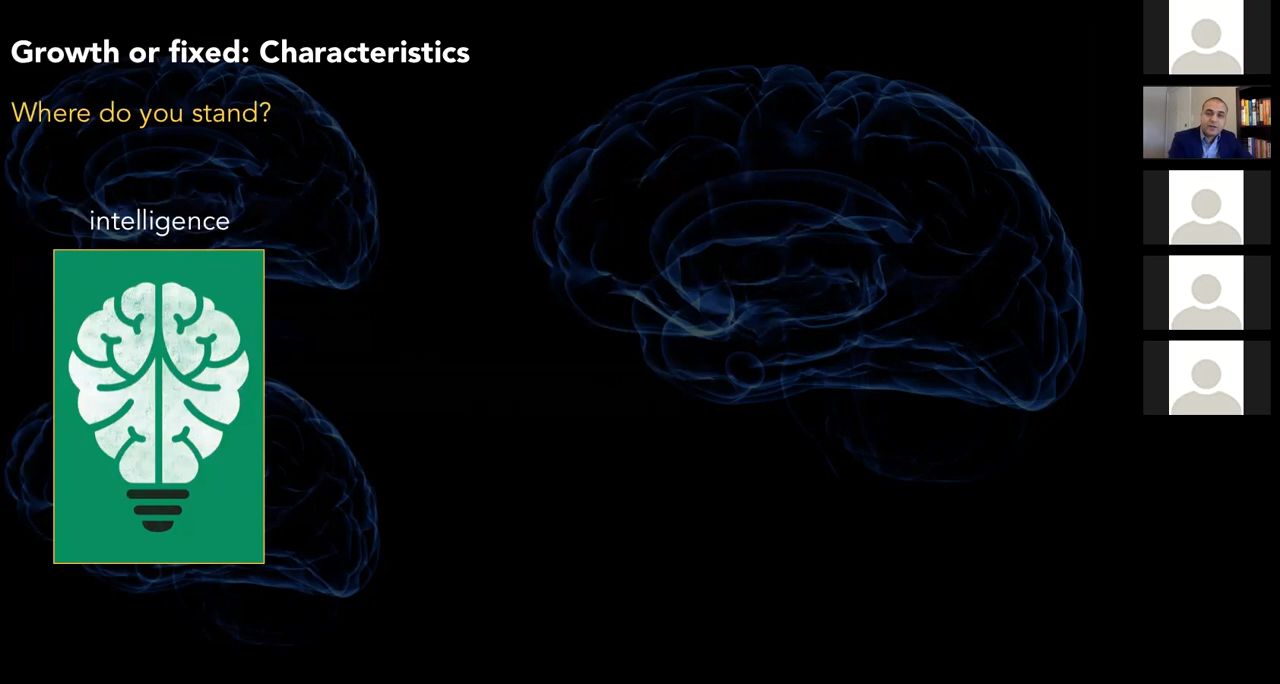 Growth or fixed: Characteristics
Where do you stand?
intelligence